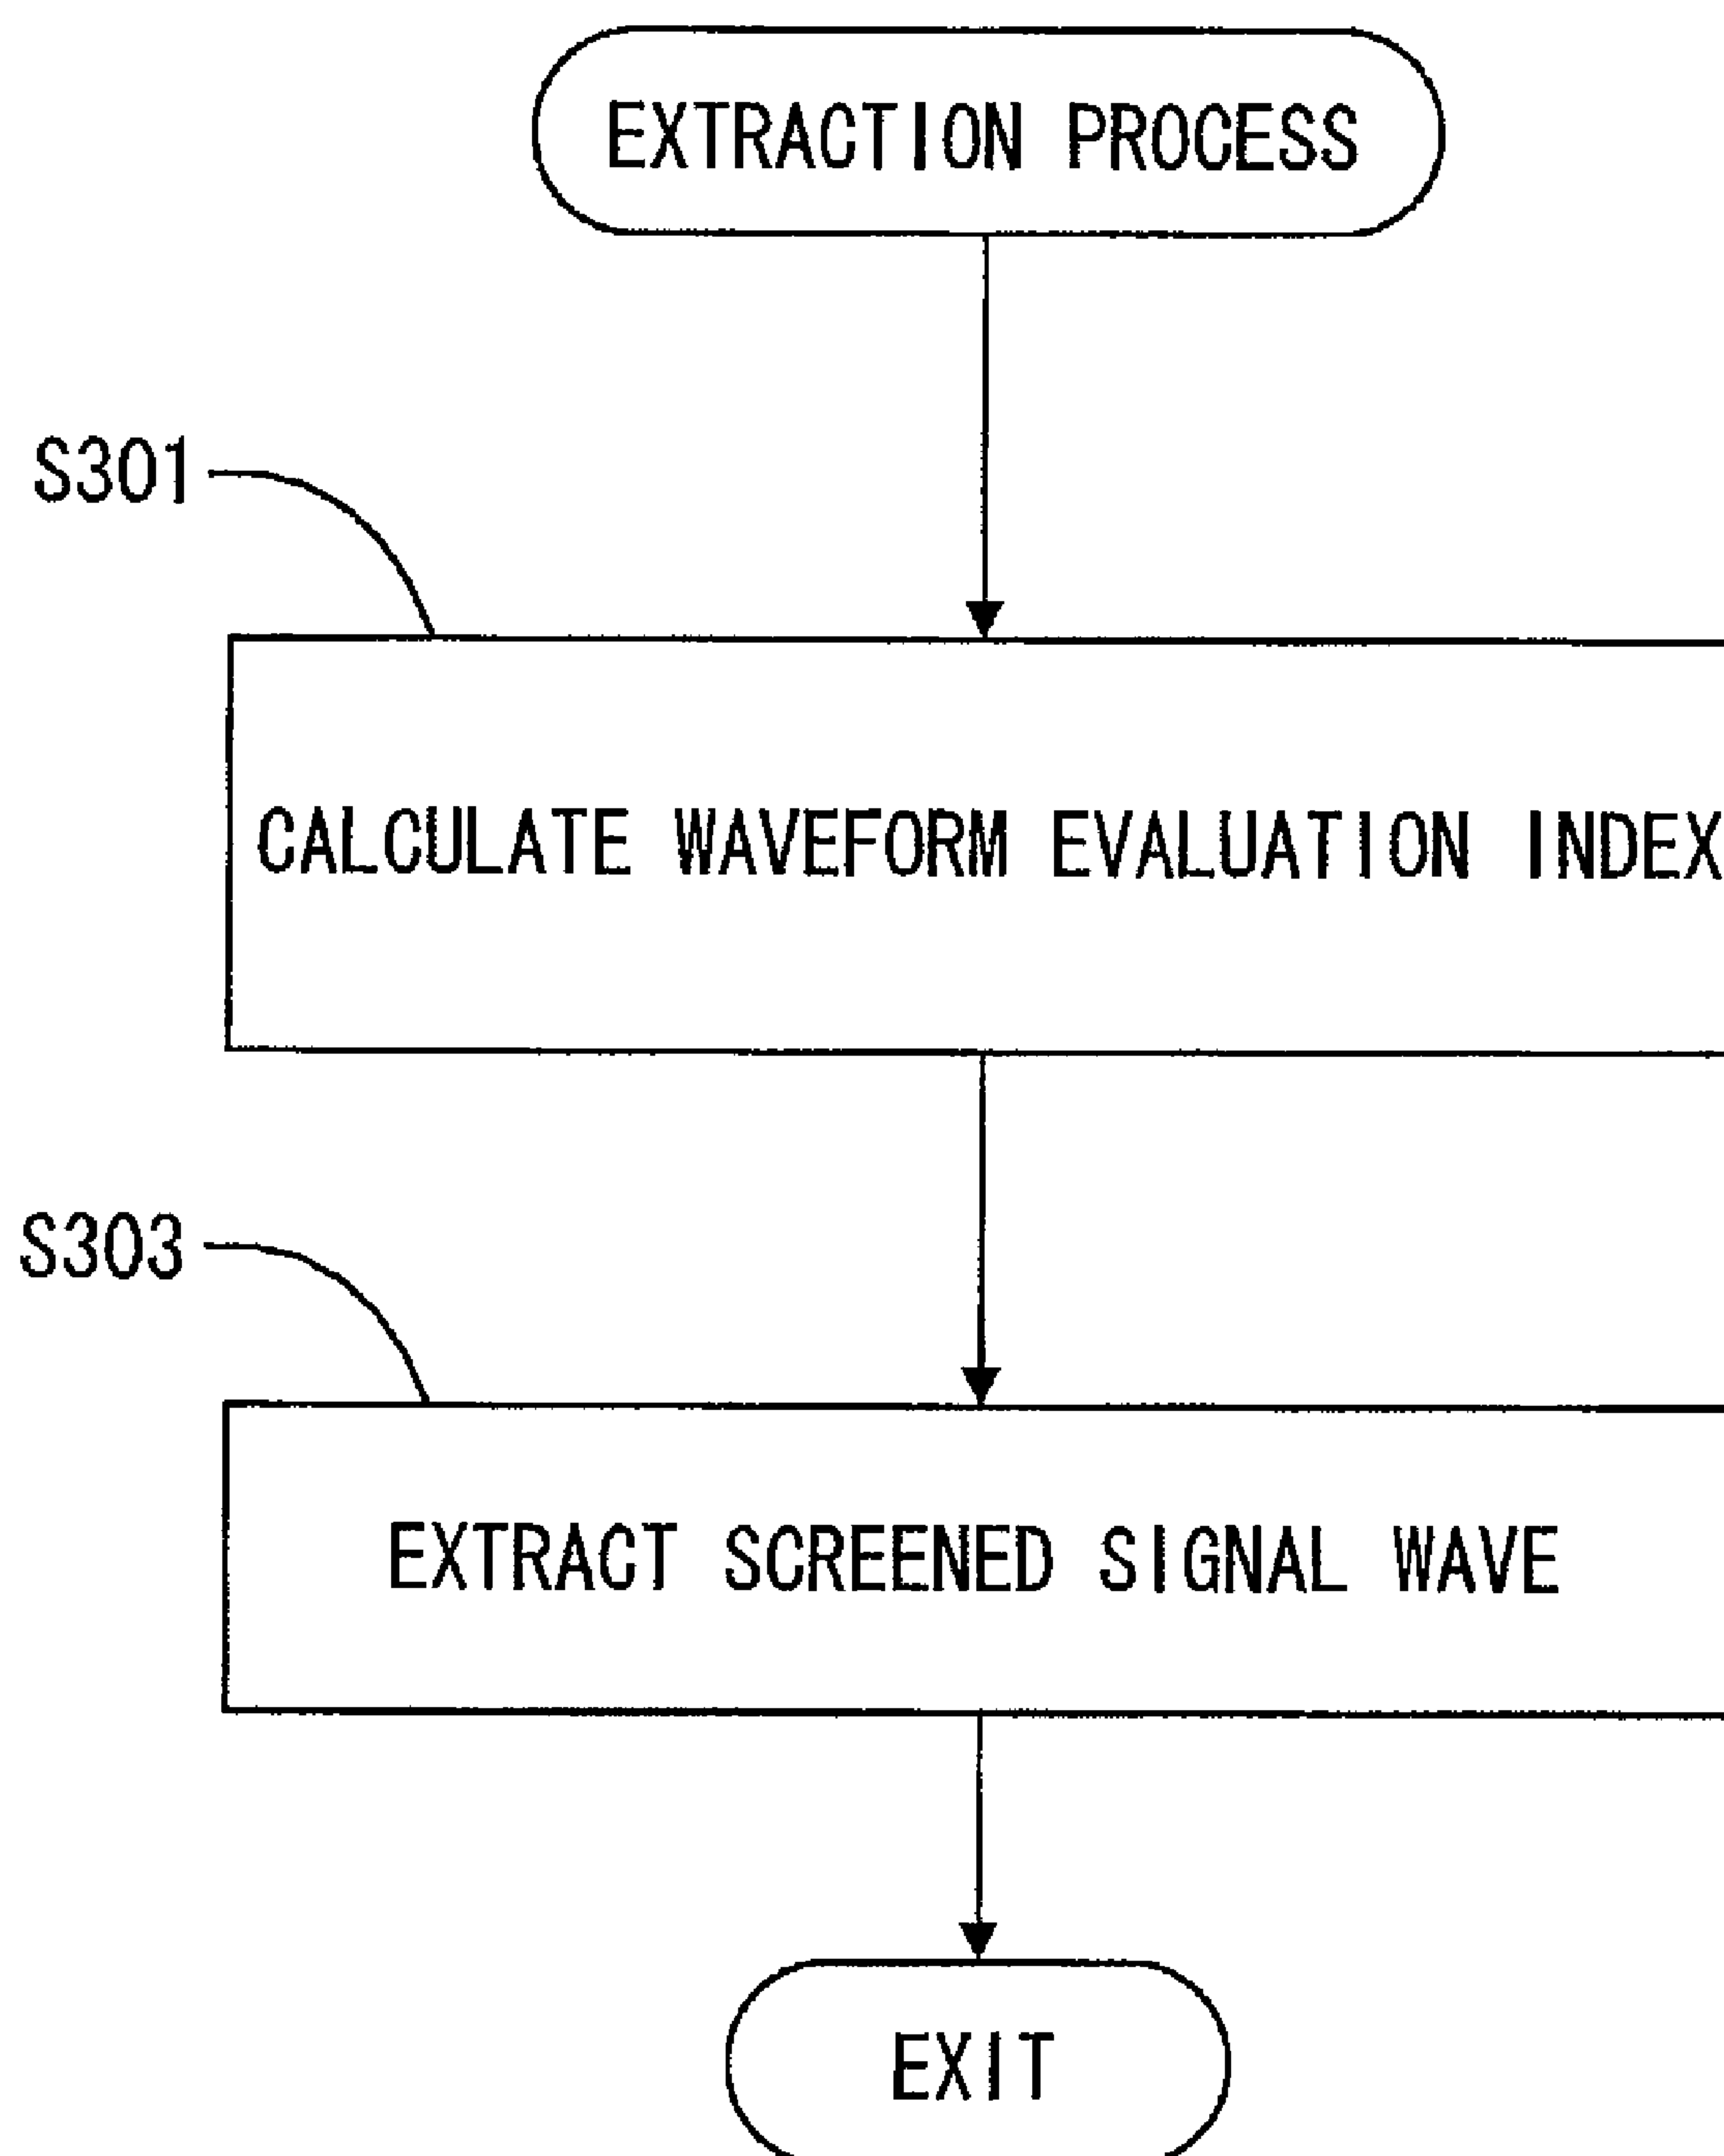 EXTRACTION PROCESS
S301
CALCULATE WAVEFORM EVALUATION INDEX
S303
EXTRACT SCREENED SIGNAL WAVE
EXIT